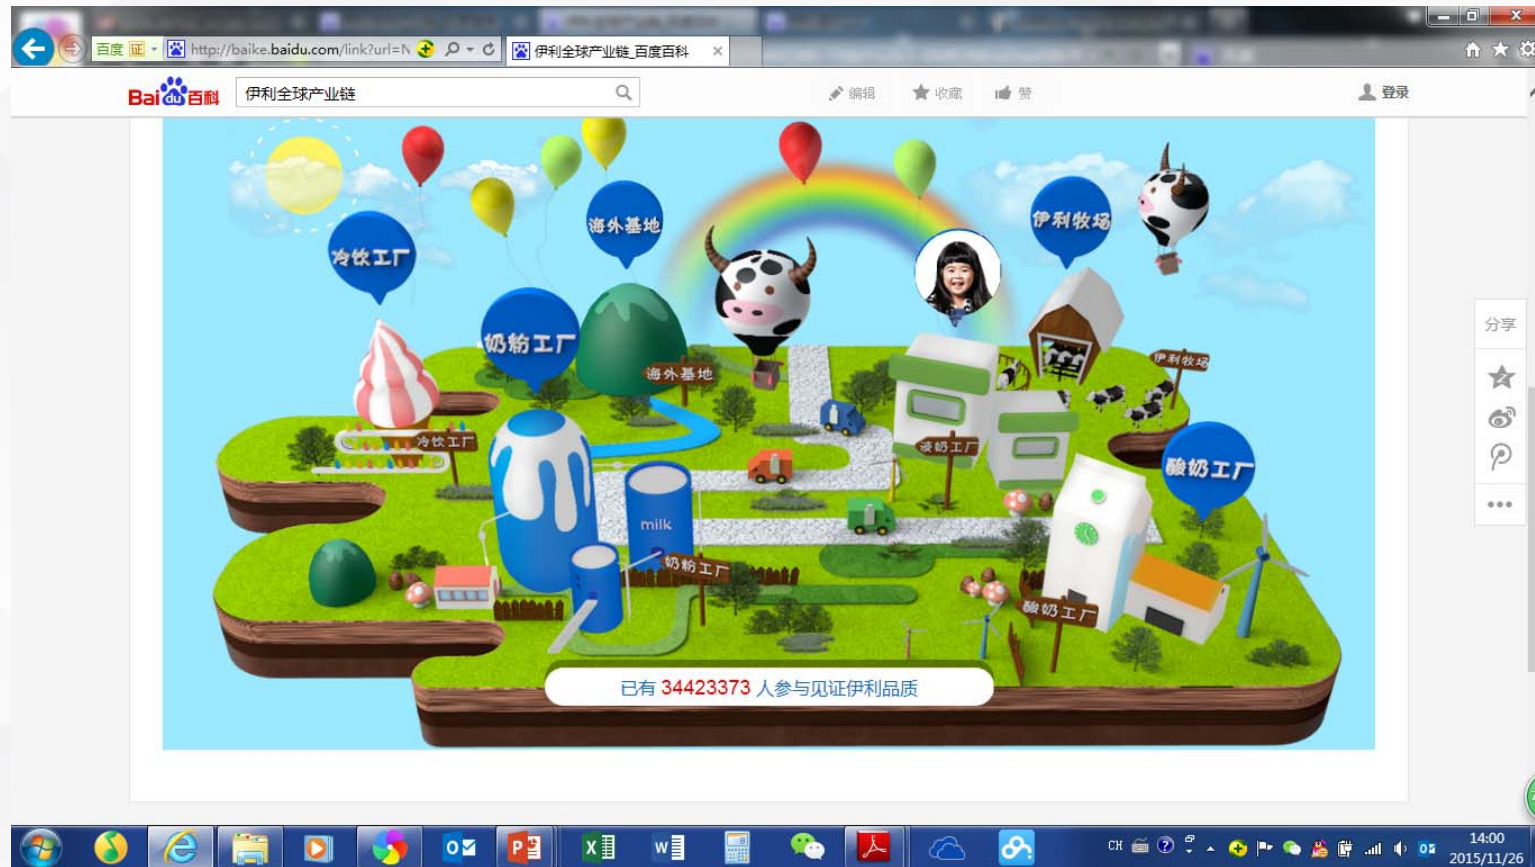 百度 证
http://baike.baidu.com/link?url=N
伊利全球产业链_百度百科
Bai du 百科
伊利全球产业链
编辑
收藏
赞
登录
冷饮工厂
海外基地
伊利牧场
奶粉工厂
海外基地
伊利牧场
冷饮工厂
液奶工厂
酸奶工厂
milk
奶粉工厂
酸奶工厂
已有 34423373 人参与见证伊利品质
分享
CH
14:00
2015/11/26